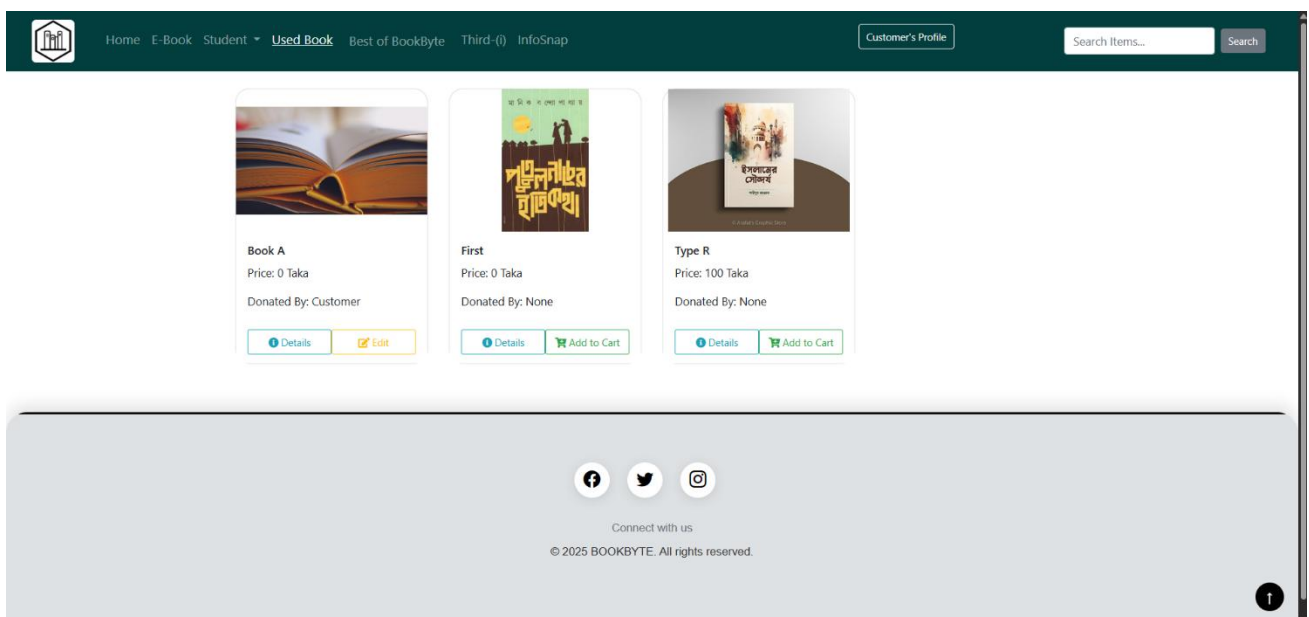 Home E-Book Student Used Book Best of BookByte Third-(i) InfoSnap Customer's Profile Search Items... Search
মা নি ক ব ন্দ্যো পা ধ্যা য়
পুতুলনাচের
ইতিকথা
ইসলামের
সৌন্দর্য
Book A
Price: 0 Taka
Donated By: Customer
Details Edit
First
Price: 0 Taka
Donated By: None
Details Add to Cart
Type R
Price: 100 Taka
Donated By: None
Details Add to Cart
Connect with us
© 2025 BOOKBYTE. All rights reserved.